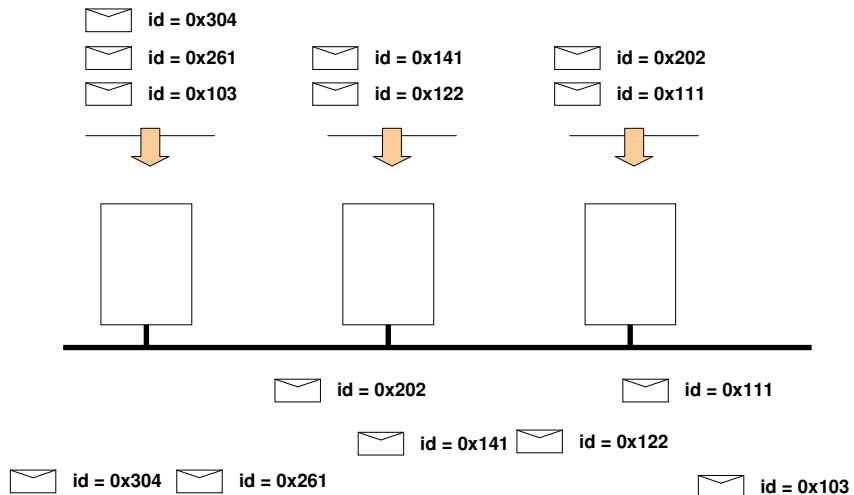 id = 0x304
id = 0x261
id = 0x141
id = 0x202
id = 0x103
id = 0x122
id = 0x111
id = 0x202
id = 0x111
id = 0x141
id = 0x122
id = 0x304
id = 0x261
id = 0x103